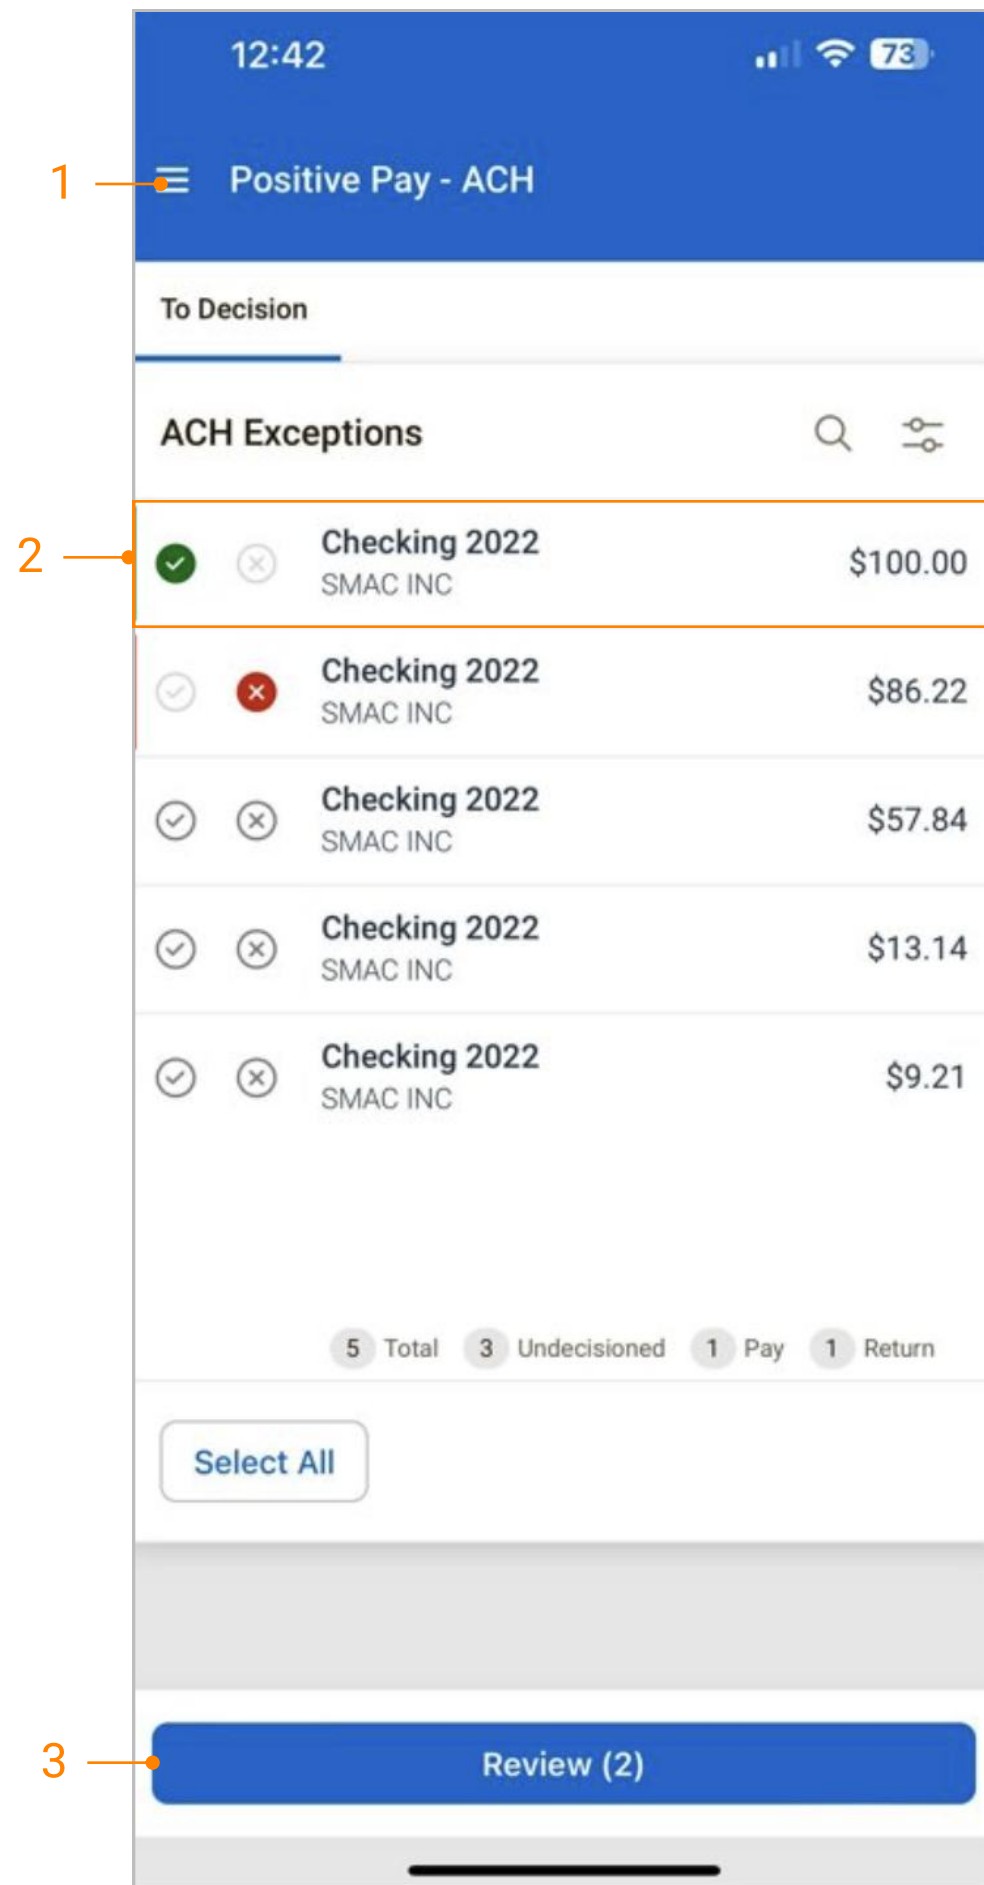 12:42 73
1 Positive Pay - ACH
To Decision
ACH Exceptions
2 Checking 2022
SMAC INC
$100.00
Checking 2022
SMAC INC
$86.22
Checking 2022
SMAC INC
$57.84
Checking 2022
SMAC INC
$13.14
Checking 2022
SMAC INC
$9.21
5 Total 3 Undecisioned 1 Pay 1 Return
Select All
3 Review (2)